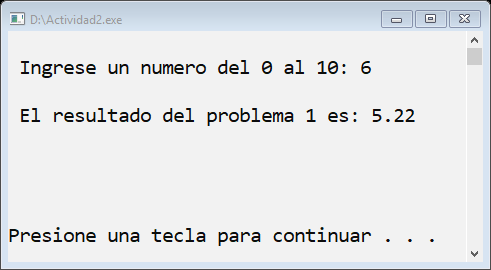 D:\Actividad2.exe
Ingrese un numero del 0 al 10: 6
El resultado del problema 1 es: 5.22
Presione una tecla para continuar . . .